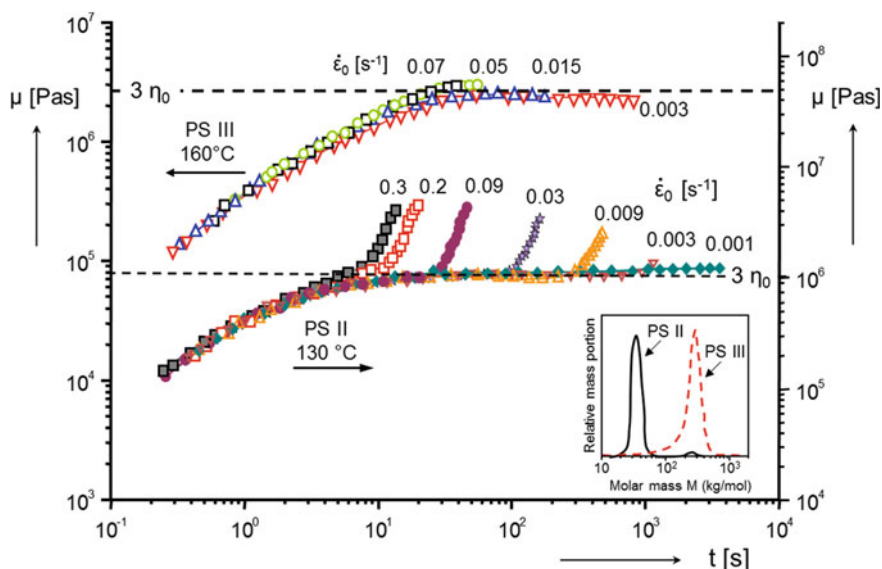 10⁷
10⁶
10⁵
10⁴
10³
μ [Pas]
3 η₀
ε̇₀ [s⁻¹]
0.07
0.05
0.015
0.003
PS III
160°C
10⁸
μ [Pas]
10⁷
10⁶
10⁵
10⁴
0.3
0.2
0.09
0.03
0.009
ε̇₀ [s⁻¹]
0.003
0.001
3 η₀
PS II
130 °C
PS II
PS III
Relative mass portion
10
10²
10³
Molar mass M (kg/mol)
10⁻¹
10⁰
10¹
10²
10³
10⁴
t [s]